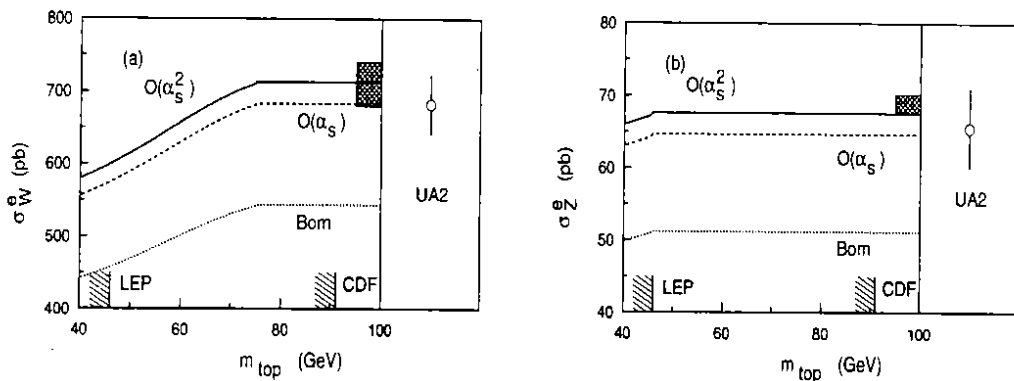 800
700
600
500
400
σ_W^e (pb)
(a)
O(α_s^2)
O(α_s)
Born
UA2
LEP
CDF
40 60 80 100
m_top (GeV)
80
70
60
50
40
σ_Z^e (pb)
(b)
O(α_s^2)
O(α_s)
UA2
Born
LEP
CDF
40 60 80 100
m_top (GeV)